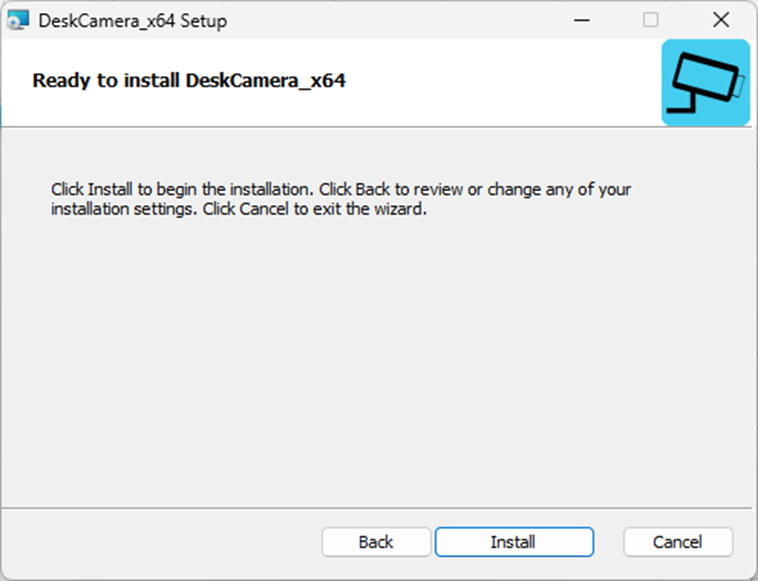 DeskCamera_x64 Setup
Ready to install DeskCamera_x64
Click Install to begin the installation. Click Back to review or change any of your
installation settings. Click Cancel to exit the wizard.
Back
Install
Cancel